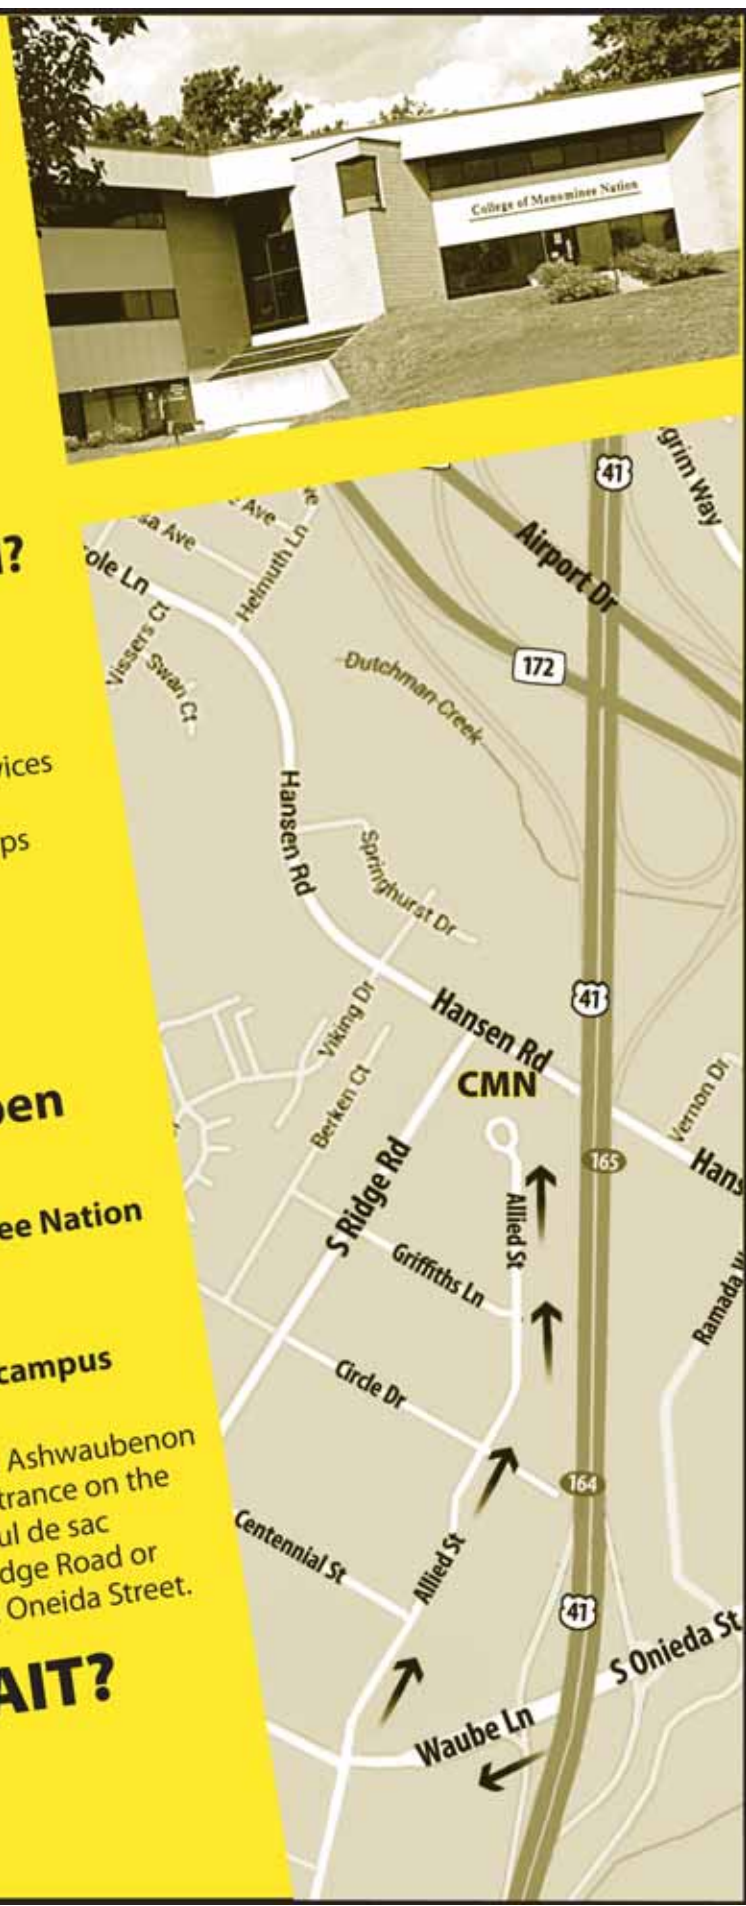 College of Menominee Nation
?
vices
ps
pen
ee Nation
campus
Ashwaubenon
trance on the
ul de sac
dge Road or
Oneida Street.
AIT?
41
grim Way
Airport Dr
172
e Ave
sa Ave
ole Ln
Helmuth Ln
Vissers Ct
Swan Ct
Dutchman Creek
Hansen Rd
Springhurst Dr
41
Hansen Rd
Viking Dr
CMN
Berken Ct
Vernon Dr
165
Hans
S Ridge Rd
Allied St
Griffiths Ln
Ramada W
Circle Dr
164
Centennial St
Allied St
41
S Onieda St
Waube Ln